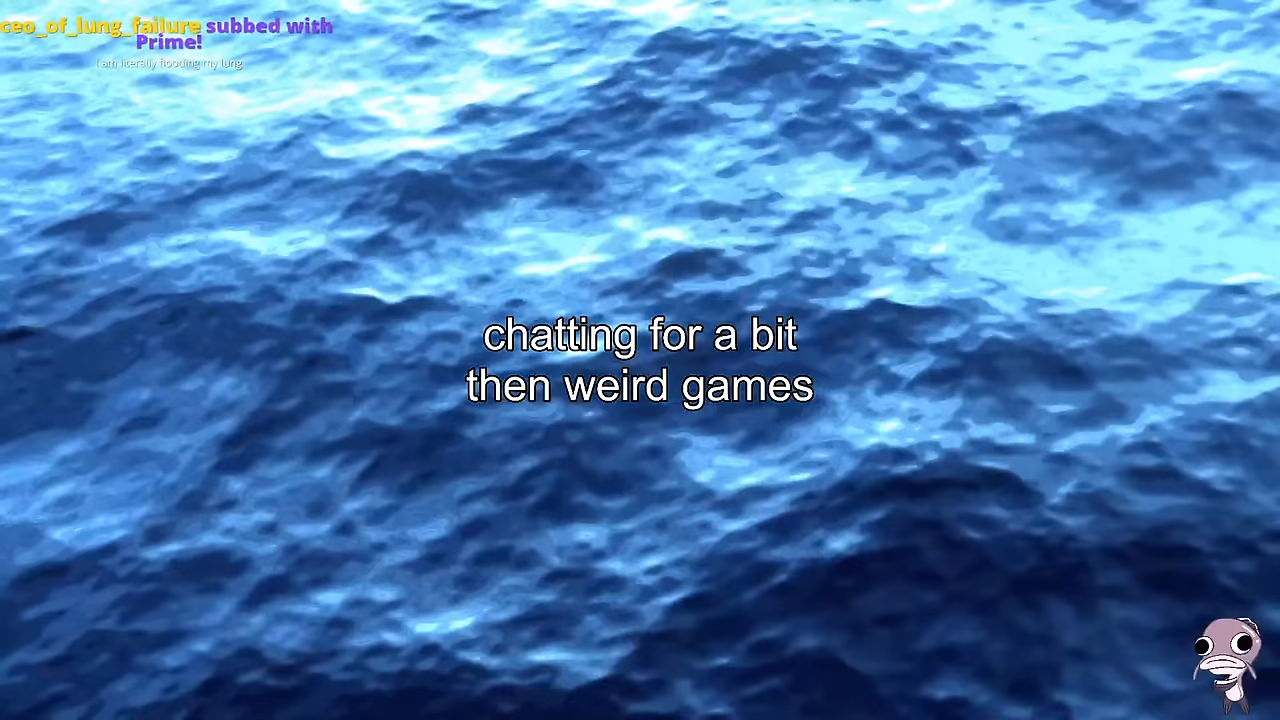 ceo_of_lung_failure subbed with
Prime!
I am literally flooding my lung
chatting for a bit
then weird games